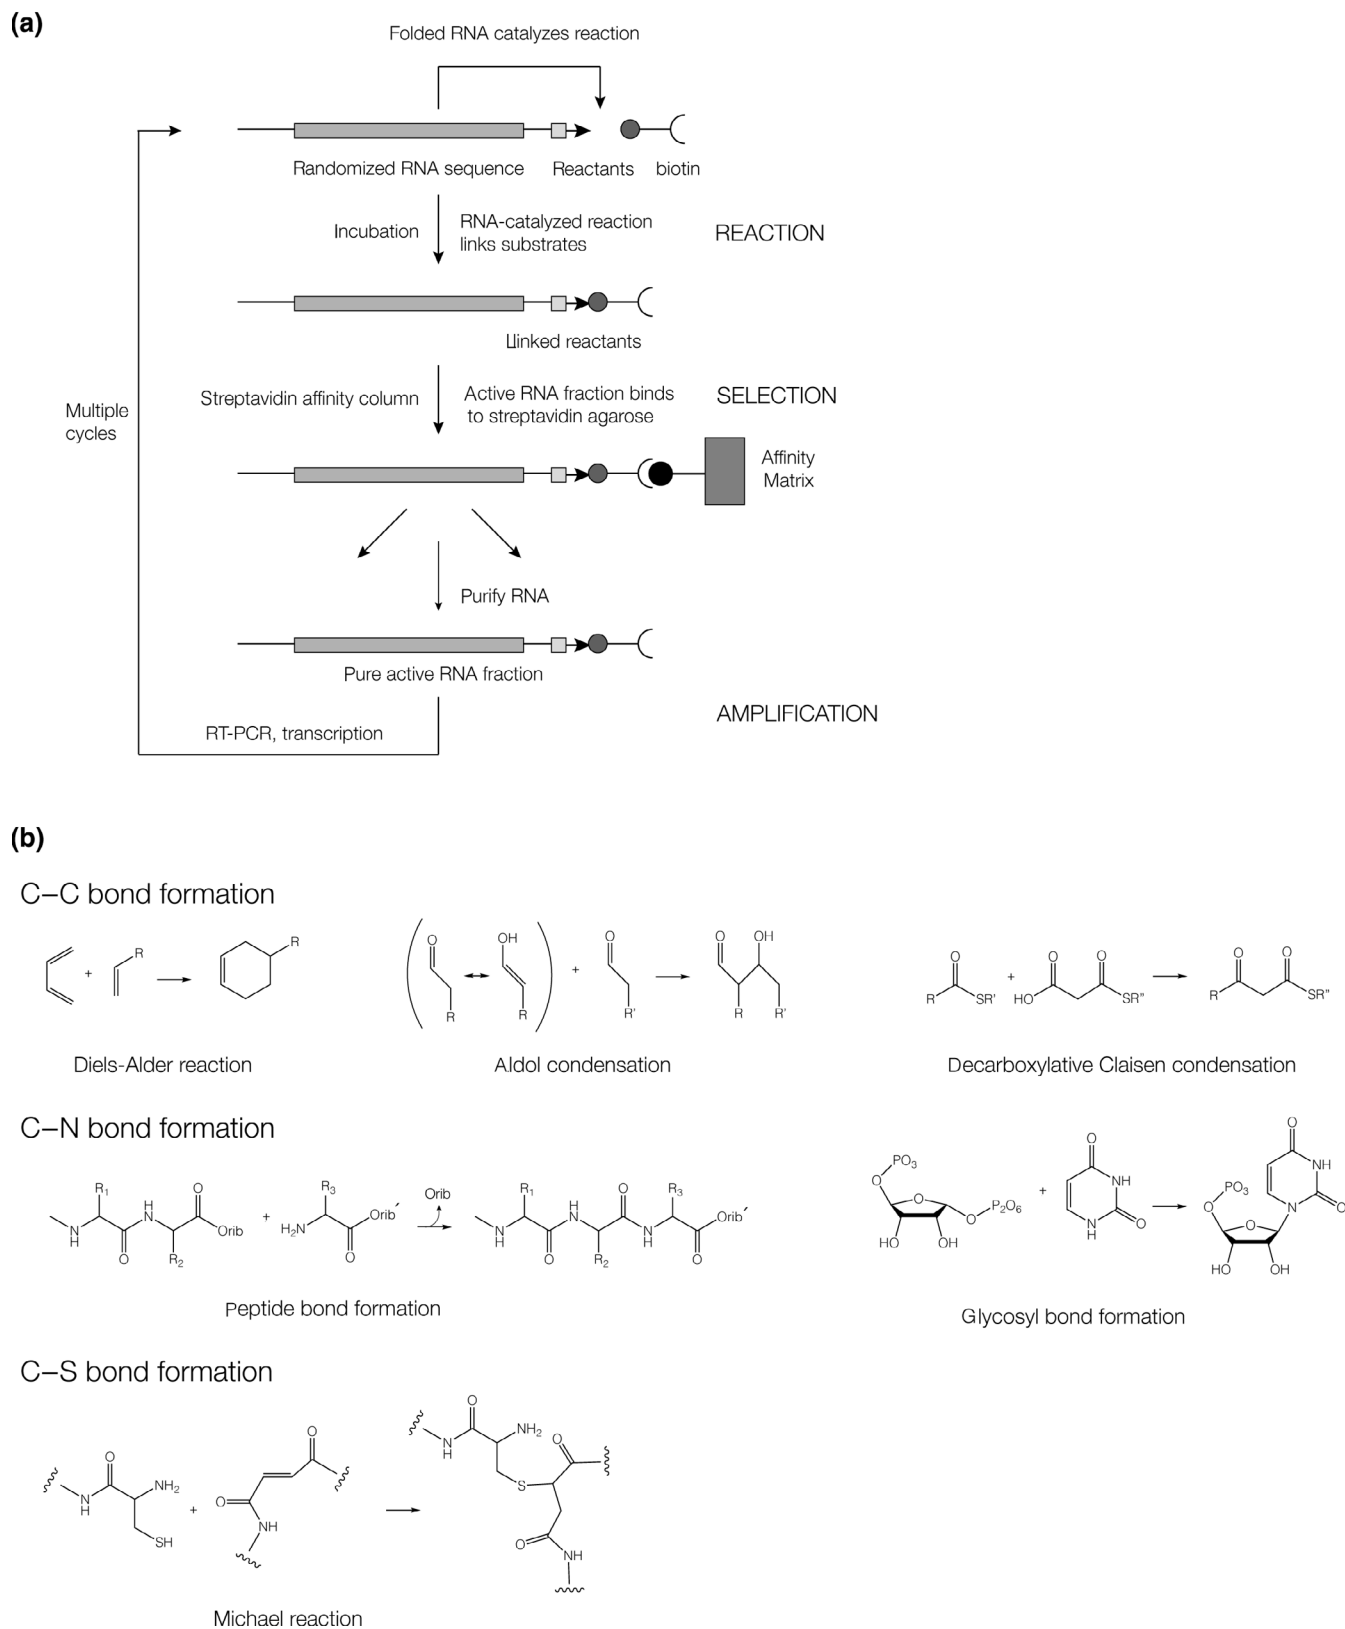 (a)
Folded RNA catalyzes reaction
Randomized RNA sequence
Reactants
biotin
Incubation
RNA-catalyzed reaction
links substrates
REACTION
Llinked reactants
Streptavidin affinity column
Active RNA fraction binds
to streptavidin agarose
SELECTION
Multiple
cycles
Affinity
Matrix
Purify RNA
Pure active RNA fraction
AMPLIFICATION
RT-PCR, transcription
(b)
C–C bond formation
+
R
R
O
R
OH
R
+
O
R'
O
OH
R
R'
O
R
SR'
+
O
O
HO
SR"
O
O
R
SR"
Diels-Alder reaction
Aldol condensation
Decarboxylative Claisen condensation
C–N bond formation
R1
N
H
O
H
N
R2
O
Orib
+
R3
H2N
O
Orib′
Orib
R1
N
H
O
H
N
R2
O
N
H
R3
O
Orib′
PO3
O
O
O
P2O6
HO
OH
+
O
NH
N
H
O
O
NH
N
O
PO3
O
O
HO
OH
Peptide bond formation
Glycosyl bond formation
C–S bond formation
O
N
H
NH2
SH
+
O
O
NH
O
N
H
NH2
S
O
O
NH
Michael reaction